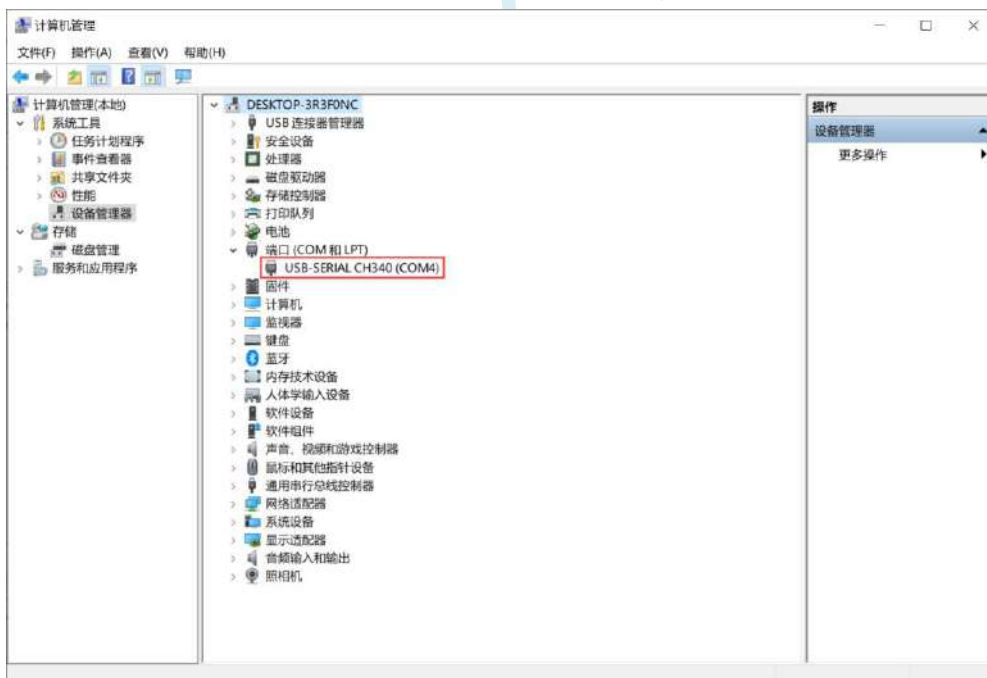 计算机管理
文件(F) 操作(A) 查看(V) 帮助(H)
计算机管理(本地)
系统工具
任务计划程序
事件查看器
共享文件夹
性能
设备管理器
存储
磁盘管理
服务和应用程序
DESKTOP-3R3F0NC
USB 连接器管理器
安全设备
处理器
磁盘驱动器
存储控制器
打印队列
电池
端口 (COM 和 LPT)
USB-SERIAL CH340 (COM4)
固件
计算机
监视器
键盘
蓝牙
内存技术设备
人体学输入设备
软件设备
软件组件
声音、视频和游戏控制器
鼠标和其他指针设备
通用串行总线控制器
网络适配器
系统设备
显示适配器
音频输入和输出
照相机
操作
设备管理器
更多操作